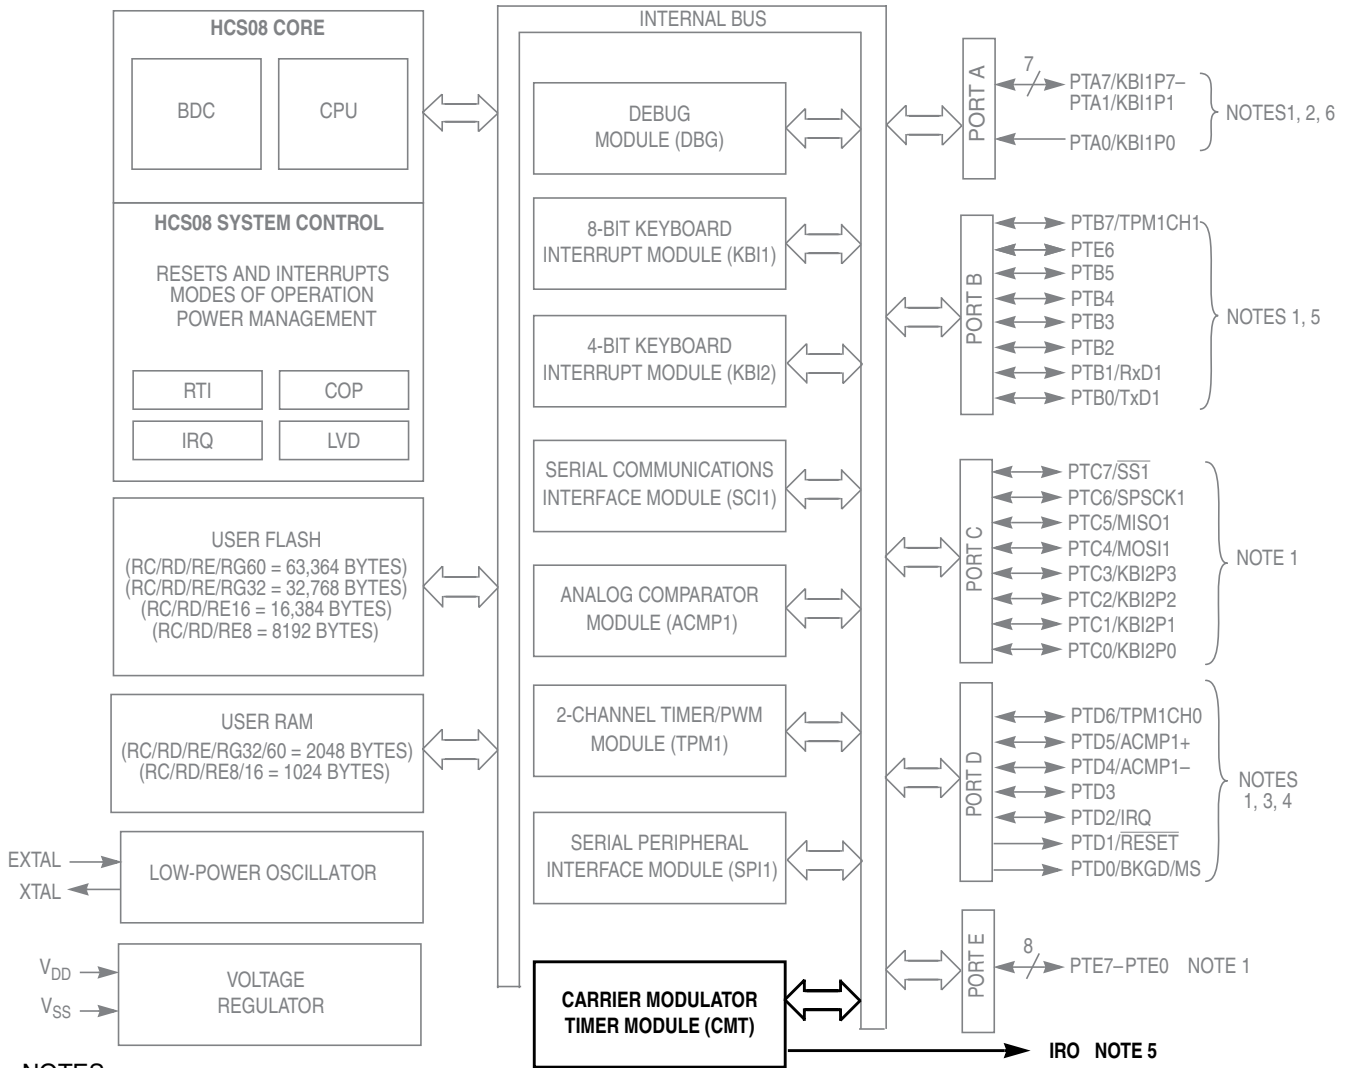 HCS08 CORE
BDC
CPU
HCS08 SYSTEM CONTROL
RESETS AND INTERRUPTS
MODES OF OPERATION
POWER MANAGEMENT
RTI
COP
IRQ
LVD
USER FLASH
(RC/RD/RE/RG60 = 63,364 BYTES)
(RC/RD/RE/RG32 = 32,768 BYTES)
(RC/RD/RE16 = 16,384 BYTES)
(RC/RD/RE8 = 8192 BYTES)
USER RAM
(RC/RD/RE/RG32/60 = 2048 BYTES)
(RC/RD/RE8/16 = 1024 BYTES)
EXTAL
XTAL
LOW-POWER OSCILLATOR
VDD
VSS
VOLTAGE
REGULATOR
INTERNAL BUS
DEBUG
MODULE (DBG)
8-BIT KEYBOARD
INTERRUPT MODULE (KBI1)
4-BIT KEYBOARD
INTERRUPT MODULE (KBI2)
SERIAL COMMUNICATIONS
INTERFACE MODULE (SCI1)
ANALOG COMPARATOR
MODULE (ACMP1)
2-CHANNEL TIMER/PWM
MODULE (TPM1)
SERIAL PERIPHERAL
INTERFACE MODULE (SPI1)
CARRIER MODULATOR
TIMER MODULE (CMT)
PORT A
7
PTA7/KBI1P7–
PTA1/KBI1P1
PTA0/KBI1P0
NOTES1, 2, 6
PORT B
PTB7/TPM1CH1
PTE6
PTB5
PTB4
PTB3
PTB2
PTB1/RxD1
PTB0/TxD1
NOTES 1, 5
PORT C
PTC7/SS1
PTC6/SPSCK1
PTC5/MISO1
PTC4/MOSI1
PTC3/KBI2P3
PTC2/KBI2P2
PTC1/KBI2P1
PTC0/KBI2P0
NOTE 1
PORT D
PTD6/TPM1CH0
PTD5/ACMP1+
PTD4/ACMP1–
PTD3
PTD2/IRQ
PTD1/RESET
PTD0/BKGD/MS
NOTES
1, 3, 4
PORT E
8
PTE7–PTE0 NOTE 1
IRO NOTE 5